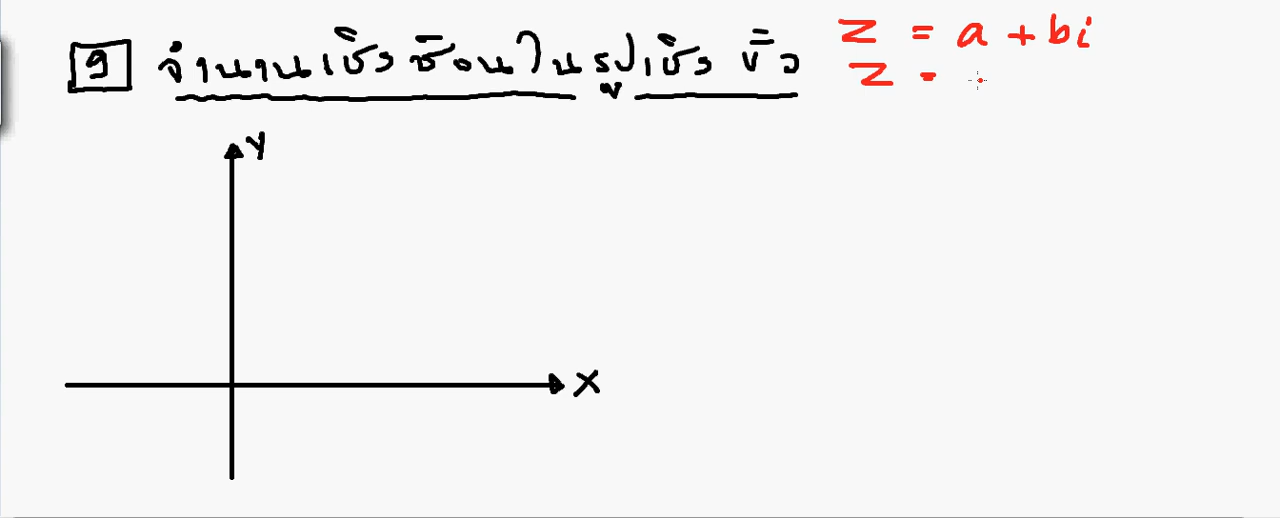 9 จำนวนเชิงซ้อนในรูปเชิงขั้ว
z = a + bi
z =
Y
X